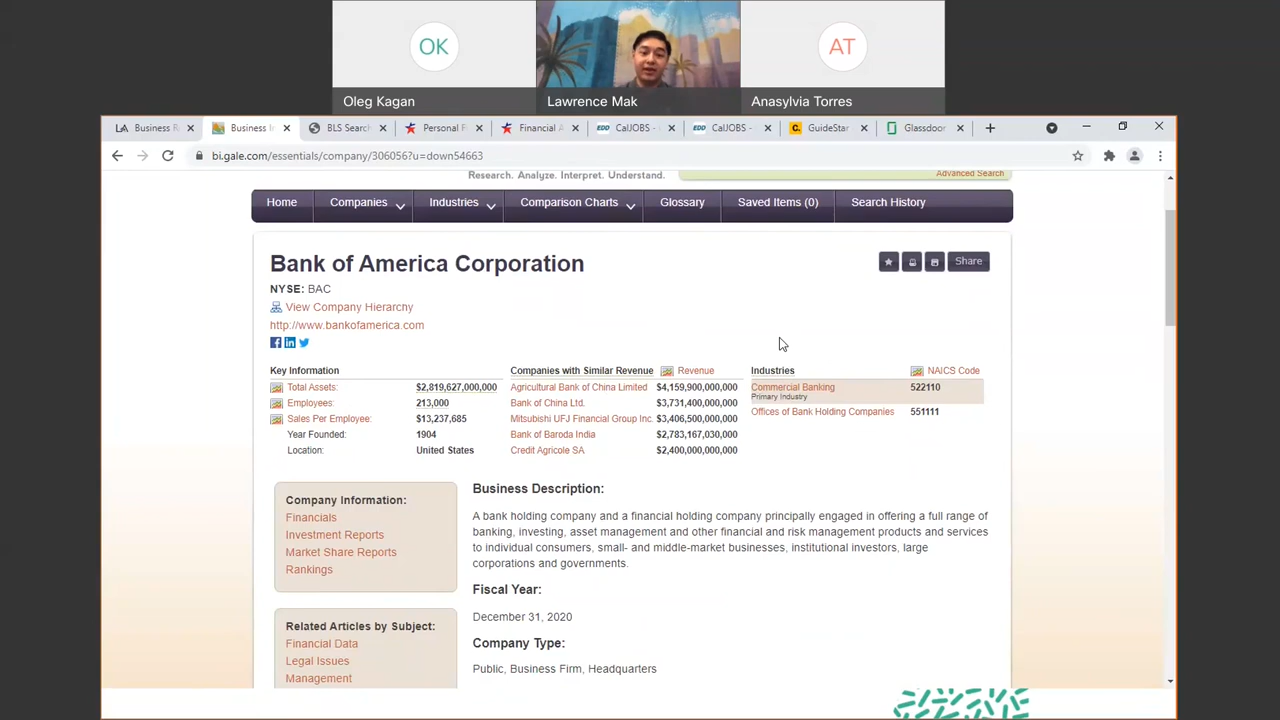 OK
AT
Oleg Kagan
Lawrence Mak
Anasylvia Torres
LA Business R
Business In
BLS Search
Personal F
Financial A
EDD CalJOBS -
EDD CalJOBS -
GuideStar
Glassdoor
bi.gale.com/essentials/company/306056?u=down54663
Research. Analyze. Interpret. Understand.
Advanced Search
Home Companies Industries Comparison Charts Glossary Saved Items (0) Search History
Bank of America Corporation
Share
NYSE: BAC
View Company Hierarchy
http://www.bankofamerica.com
Key Information
Total Assets: $2,819,627,000,000
Employees: 213,000
Sales Per Employee: $13,237,685
Year Founded: 1904
Location: United States
Companies with Similar Revenue Revenue
Agricultural Bank of China Limited $4,159,900,000,000
Bank of China Ltd. $3,731,400,000,000
Mitsubishi UFJ Financial Group Inc. $3,406,500,000,000
Bank of Baroda India $2,783,167,030,000
Credit Agricole SA $2,400,000,000,000
Industries NAICS Code
Commercial Banking 522110
Primary Industry
Offices of Bank Holding Companies 551111
Company Information:
Financials
Investment Reports
Market Share Reports
Rankings
Related Articles by Subject:
Financial Data
Legal Issues
Management
Business Description:
A bank holding company and a financial holding company principally engaged in offering a full range of
banking, investing, asset management and other financial and risk management products and services
to individual consumers, small- and middle-market businesses, institutional investors, large
corporations and governments.
Fiscal Year:
December 31, 2020
Company Type:
Public, Business Firm, Headquarters